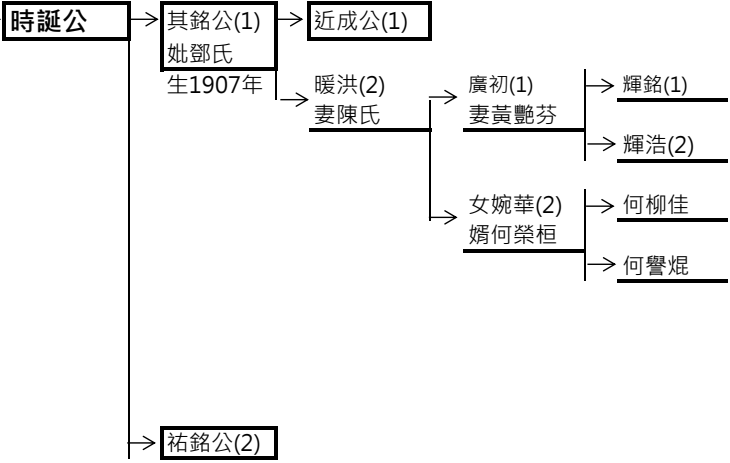 時誕公
其銘公(1)
妣鄧氏
生1907年
近成公(1)
暖洪(2)
妻陳氏
廣初(1)
妻黃艷芬
輝銘(1)
輝浩(2)
女婉華(2)
婿何榮桓
何柳佳
何譽焜
祐銘公(2)